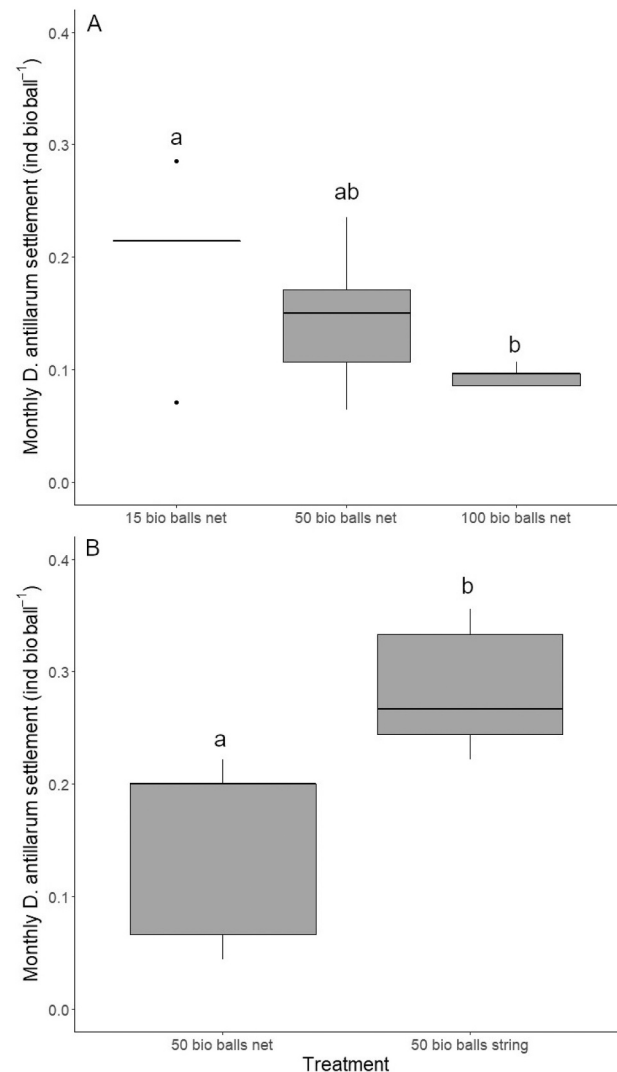 A
Monthly D. antillarum settlement (ind bio ball⁻¹)
0.4
0.3
0.2
0.1
0.0
a
ab
b
15 bio balls net
50 bio balls net
100 bio balls net
B
Monthly D. antillarum settlement (ind bio ball⁻¹)
0.4
0.3
0.2
0.1
0.0
a
b
50 bio balls net
50 bio balls string
Treatment